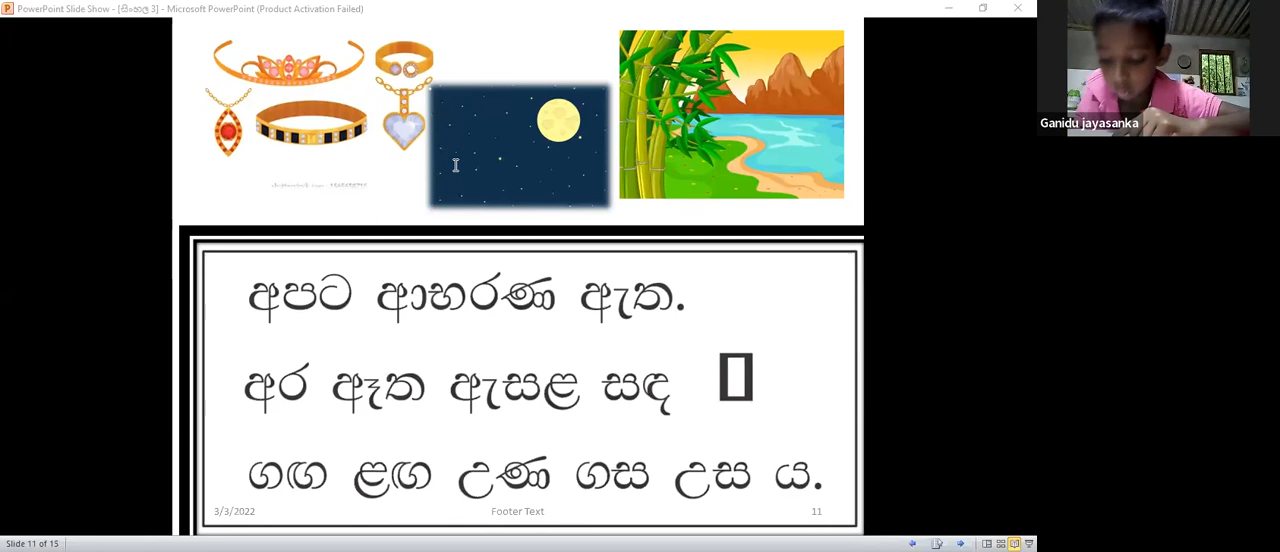 PowerPoint Slide Show - [සිංහල 3] - Microsoft PowerPoint (Product Activation Failed)
Ganidu jayasanka
අපට ආභරණ ඇත.
අර ඈත ඇසළ සඳ
ගඟ ළඟ උණ ගස උස ය.
3/3/2022 Footer Text 11
Slide 11 of 15